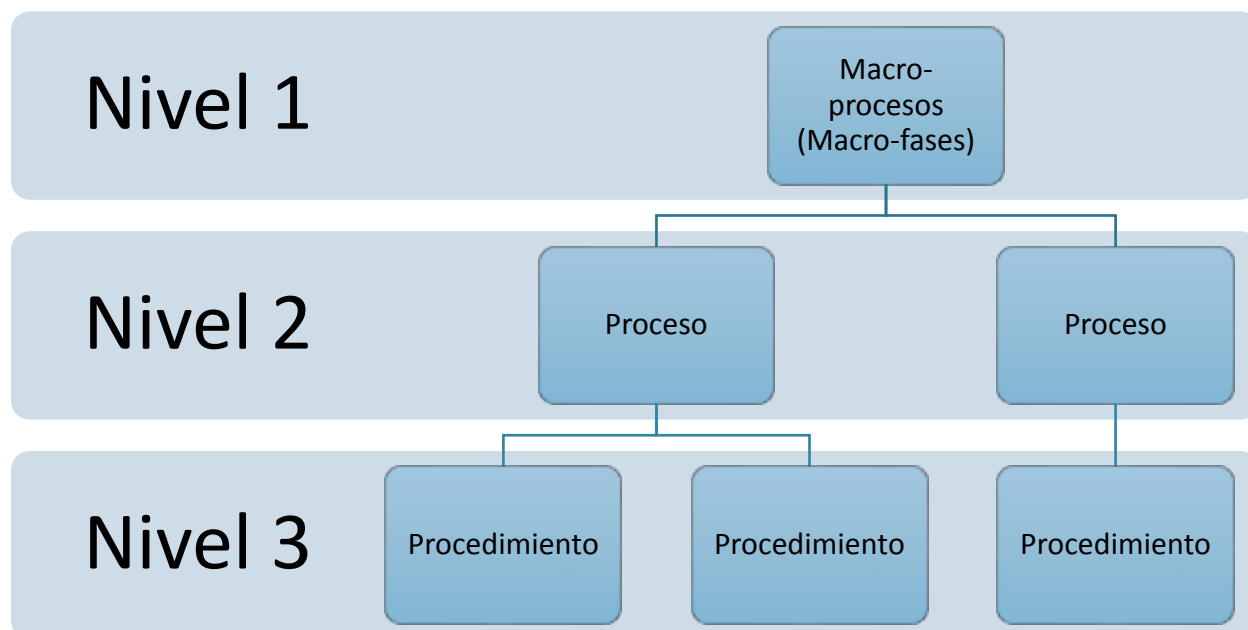 Nivel 1
Macro-
procesos
(Macro-fases)
Nivel 2
Proceso
Proceso
Nivel 3
Procedimiento
Procedimiento
Procedimiento